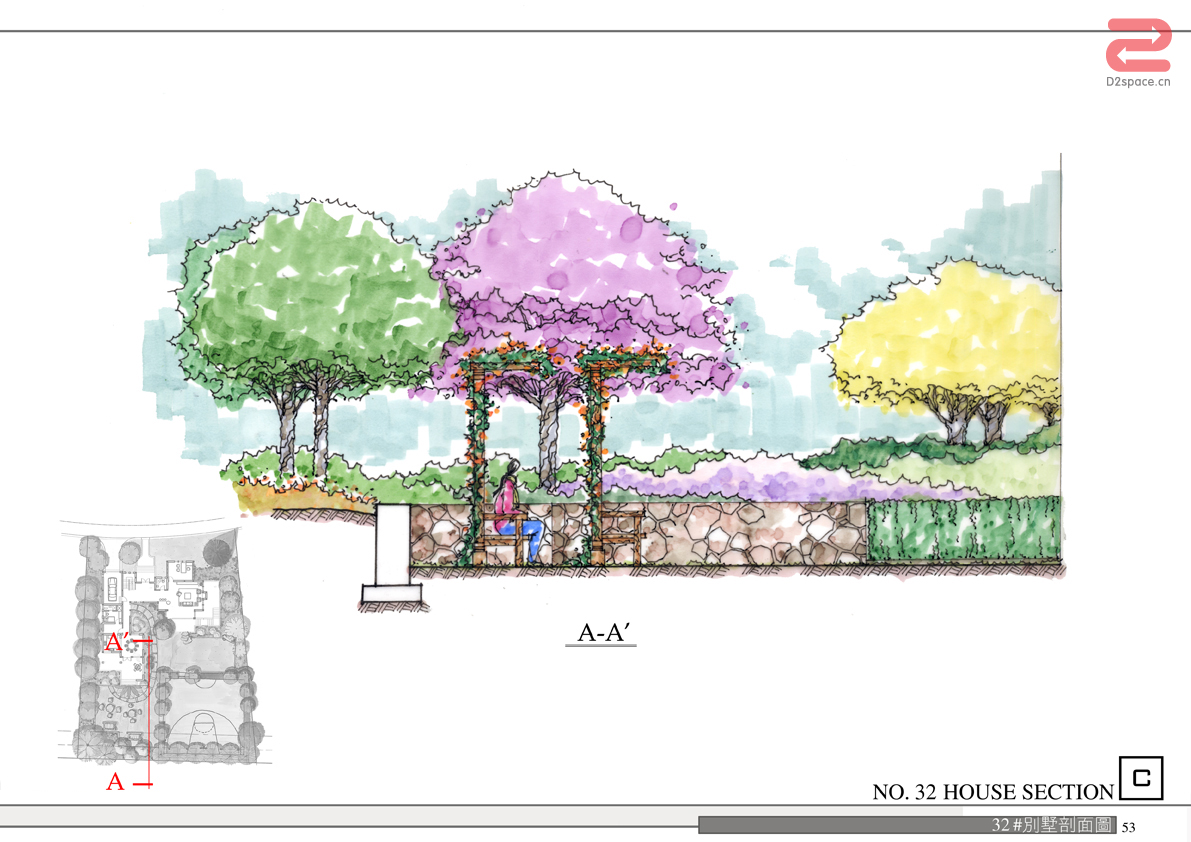 D2space.cn
A-A′
A′
A
NO. 32 HOUSE SECTION
C
32#別墅剖面圖
53